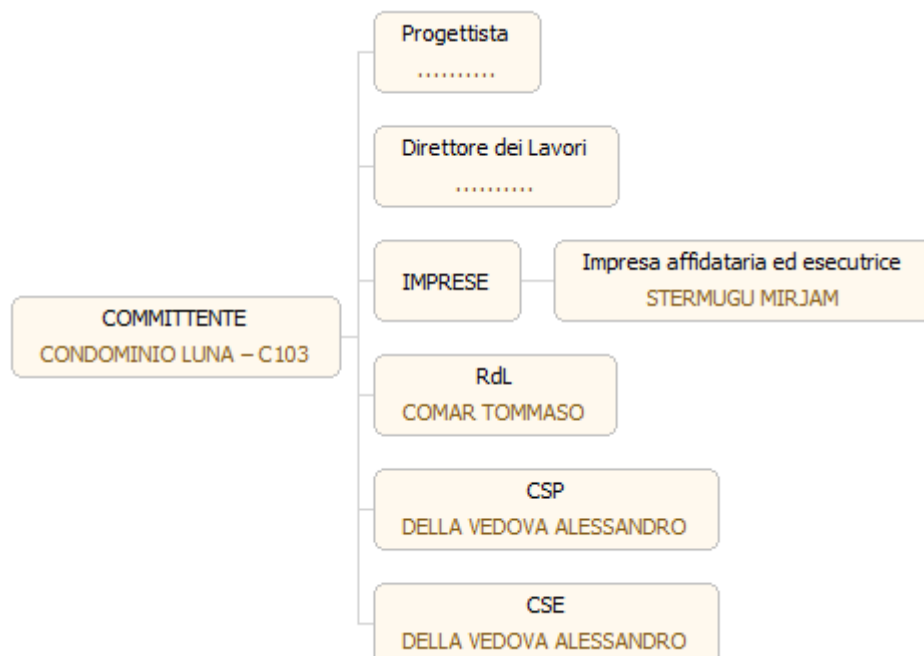 Progettista
..........
Direttore dei Lavori
..........
IMPRESE
Impresa affidataria ed esecutrice
STERMUGU MIRJAM
COMMITTENTE
CONDOMINIO LUNA – C103
RdL
COMAR TOMMASO
CSP
DELLA VEDOVA ALESSANDRO
CSE
DELLA VEDOVA ALESSANDRO